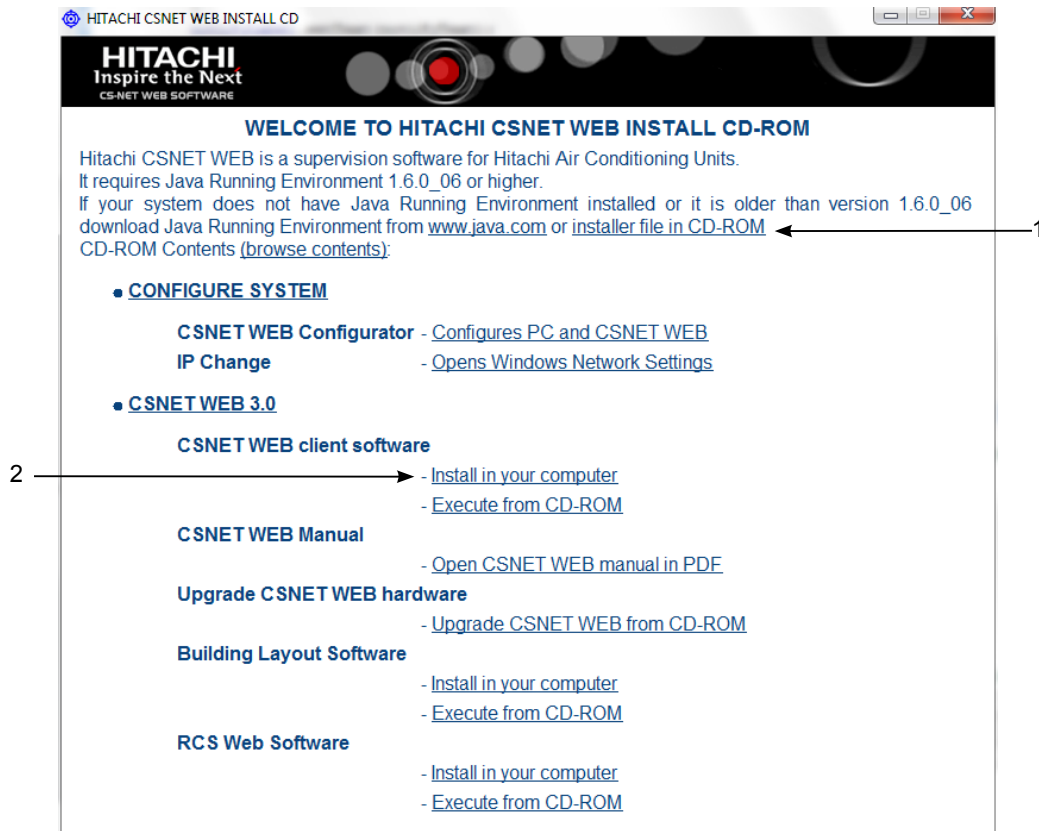 HITACHI CSNET WEB INSTALL CD
HITACHI
Inspire the Next
CS-NET WEB SOFTWARE
WELCOME TO HITACHI CSNET WEB INSTALL CD-ROM
Hitachi CSNET WEB is a supervision software for Hitachi Air Conditioning Units.
It requires Java Running Environment 1.6.0_06 or higher.
If your system does not have Java Running Environment installed or it is older than version 1.6.0_06
download Java Running Environment from www.java.com or installer file in CD-ROM
1
CD-ROM Contents (browse contents):
• CONFIGURE SYSTEM
CSNET WEB Configurator - Configures PC and CSNET WEB
IP Change - Opens Windows Network Settings
• CSNET WEB 3.0
CSNET WEB client software
2 - Install in your computer
- Execute from CD-ROM
CSNET WEB Manual
- Open CSNET WEB manual in PDF
Upgrade CSNET WEB hardware
- Upgrade CSNET WEB from CD-ROM
Building Layout Software
- Install in your computer
- Execute from CD-ROM
RCS Web Software
- Install in your computer
- Execute from CD-ROM